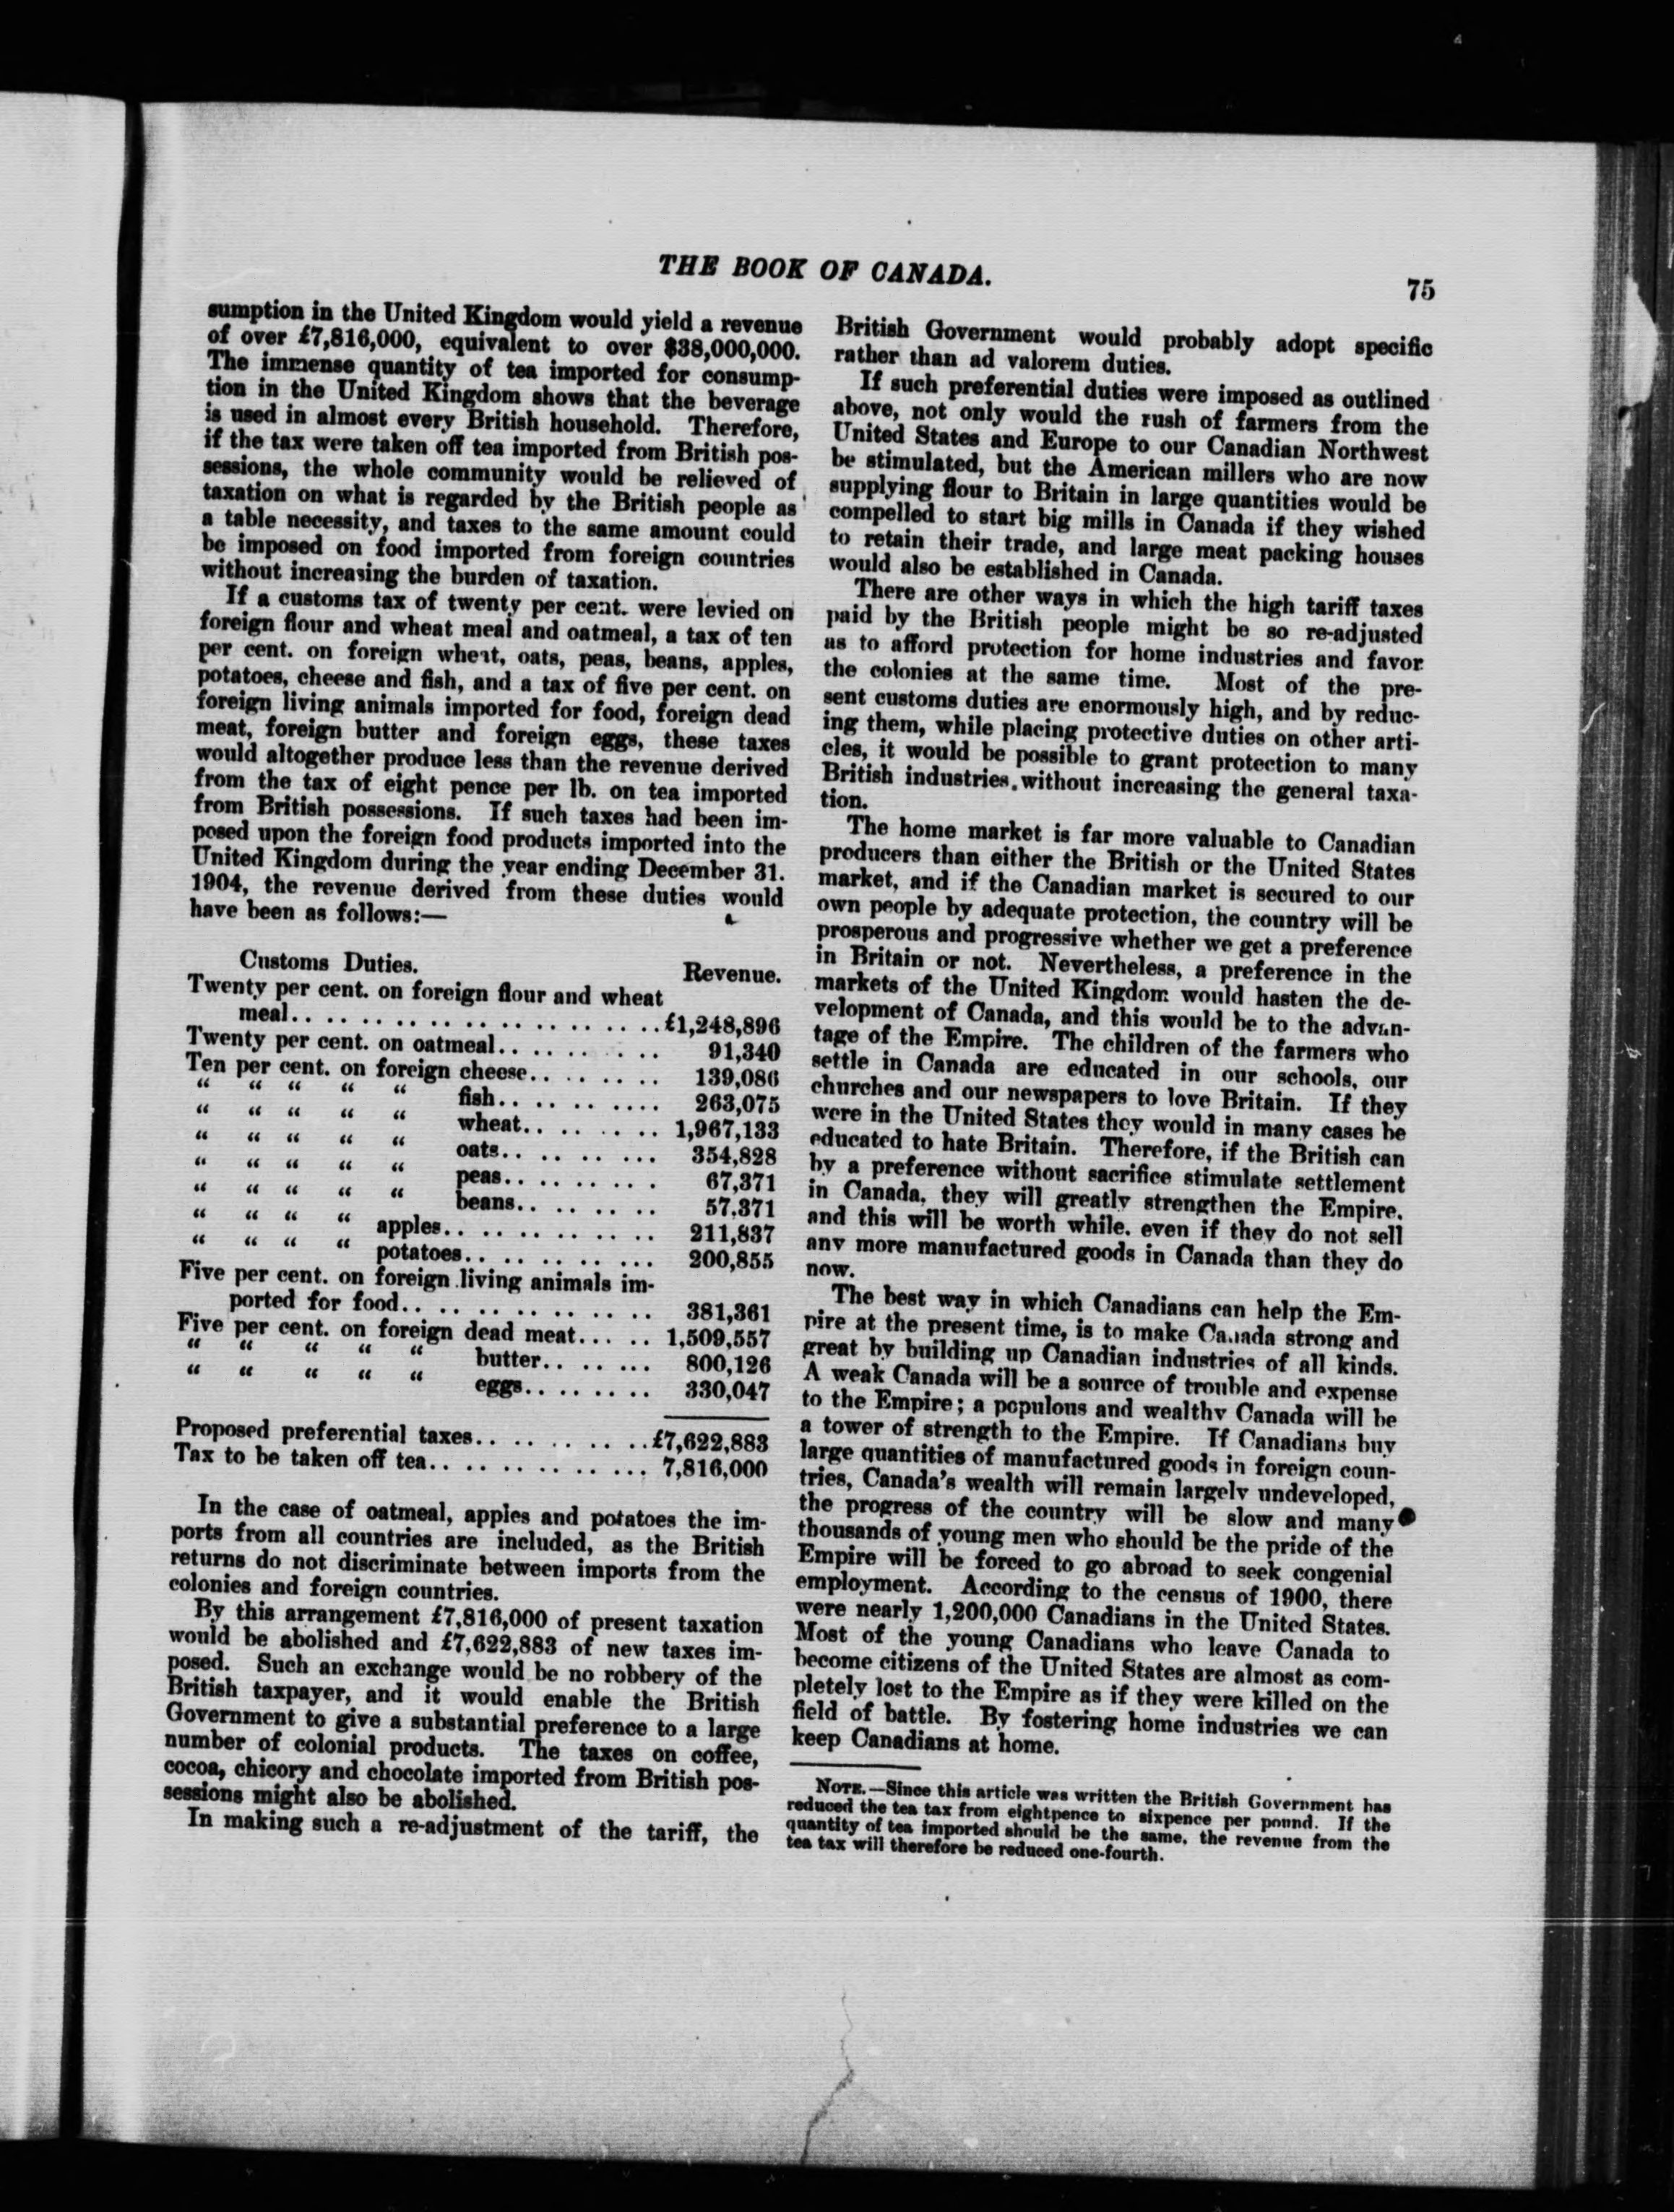 THE BOOK OF CANADA.
75
sumption in the United Kingdom would yield a revenue
of over £7,816,000, equivalent to over $38,000,000.
The immense quantity of tea imported for consump-
tion in the United Kingdom shows that the beverage
is used in almost every British household. Therefore,
if the tax were taken off tea imported from British pos-
sessions, the whole community would be relieved of
taxation on what is regarded by the British people as
a table necessity, and taxes to the same amount could
be imposed on food imported from foreign countries
without increasing the burden of taxation.
If a customs tax of twenty per cent. were levied on
foreign flour and wheat meal and oatmeal, a tax of ten
per cent. on foreign wheat, oats, peas, beans, apples,
potatoes, cheese and fish, and a tax of five per cent. on
foreign living animals imported for food, foreign dead
meat, foreign butter and foreign eggs, these taxes
would altogether produce less than the revenue derived
from the tax of eight pence per lb. on tea imported
from British possessions. If such taxes had been im-
posed upon the foreign food products imported into the
United Kingdom during the year ending December 31.
1904, the revenue derived from these duties would
have been as follows:—
Customs Duties. Revenue.
Twenty per cent. on foreign flour and wheat
meal.. .. .. .. .. .. .. .. .. .. ..£1,248,896
Twenty per cent. on oatmeal.. .. .. .. .. 91,340
Ten per cent. on foreign cheese.. .. .. .. 139,086
“ “ “ “ “ fish.. .. .. .. .. 263,075
“ “ “ “ “ wheat.. .. .. .. 1,967,133
“ “ “ “ “ oats.. .. .. .. .. 354,828
“ “ “ “ “ peas.. .. .. .. .. 67,371
“ “ “ “ “ beans.. .. .. .. 57,371
“ “ “ “ apples.. .. .. .. .. .. .. 211,837
“ “ “ “ potatoes.. .. .. .. .. .. 200,855
Five per cent. on foreign living animals im-
ported for food.. .. .. .. .. .. .. .. 381,361
Five per cent. on foreign dead meat.. .. .. 1,509,557
“ “ “ “ “ butter.. .. .. .. 800,126
“ “ “ “ “ eggs.. .. .. .. .. 330,047
Proposed preferential taxes.. .. .. .. ..£7,622,883
Tax to be taken off tea.. .. .. .. .. .. .. 7,816,000
In the case of oatmeal, apples and potatoes the im-
ports from all countries are included, as the British
returns do not discriminate between imports from the
colonies and foreign countries.
By this arrangement £7,816,000 of present taxation
would be abolished and £7,622,883 of new taxes im-
posed. Such an exchange would be no robbery of the
British taxpayer, and it would enable the British
Government to give a substantial preference to a large
number of colonial products. The taxes on coffee,
cocoa, chicory and chocolate imported from British pos-
sessions might also be abolished.
In making such a re-adjustment of the tariff, the
British Government would probably adopt specific
rather than ad valorem duties.
If such preferential duties were imposed as outlined
above, not only would the rush of farmers from the
United States and Europe to our Canadian Northwest
be stimulated, but the American millers who are now
supplying flour to Britain in large quantities would be
compelled to start big mills in Canada if they wished
to retain their trade, and large meat packing houses
would also be established in Canada.
There are other ways in which the high tariff taxes
paid by the British people might be so re-adjusted
as to afford protection for home industries and favor
the colonies at the same time. Most of the pre-
sent customs duties are enormously high, and by reduc-
ing them, while placing protective duties on other arti-
cles, it would be possible to grant protection to many
British industries, without increasing the general taxa-
tion.
The home market is far more valuable to Canadian
producers than either the British or the United States
market, and if the Canadian market is secured to our
own people by adequate protection, the country will be
prosperous and progressive whether we get a preference
in Britain or not. Nevertheless, a preference in the
markets of the United Kingdom would hasten the de-
velopment of Canada, and this would be to the advan-
tage of the Empire. The children of the farmers who
settle in Canada are educated in our schools, our
churches and our newspapers to love Britain. If they
were in the United States they would in many cases be
educated to hate Britain. Therefore, if the British can
by a preference without sacrifice stimulate settlement
in Canada, they will greatly strengthen the Empire,
and this will be worth while, even if they do not sell
any more manufactured goods in Canada than they do
now.
The best way in which Canadians can help the Em-
pire at the present time, is to make Canada strong and
great by building up Canadian industries of all kinds.
A weak Canada will be a source of trouble and expense
to the Empire; a populous and wealthy Canada will be
a tower of strength to the Empire. If Canadians buy
large quantities of manufactured goods in foreign coun-
tries, Canada's wealth will remain largely undeveloped,
the progress of the country will be slow and many
thousands of young men who should be the pride of the
Empire will be forced to go abroad to seek congenial
employment. According to the census of 1900, there
were nearly 1,200,000 Canadians in the United States.
Most of the young Canadians who leave Canada to
become citizens of the United States are almost as com-
pletely lost to the Empire as if they were killed on the
field of battle. By fostering home industries we can
keep Canadians at home.
NOTE.—Since this article was written the British Government has
reduced the tea tax from eightpence to sixpence per pound. If the
quantity of tea imported should be the same, the revenue from the
tea tax will therefore be reduced one-fourth.